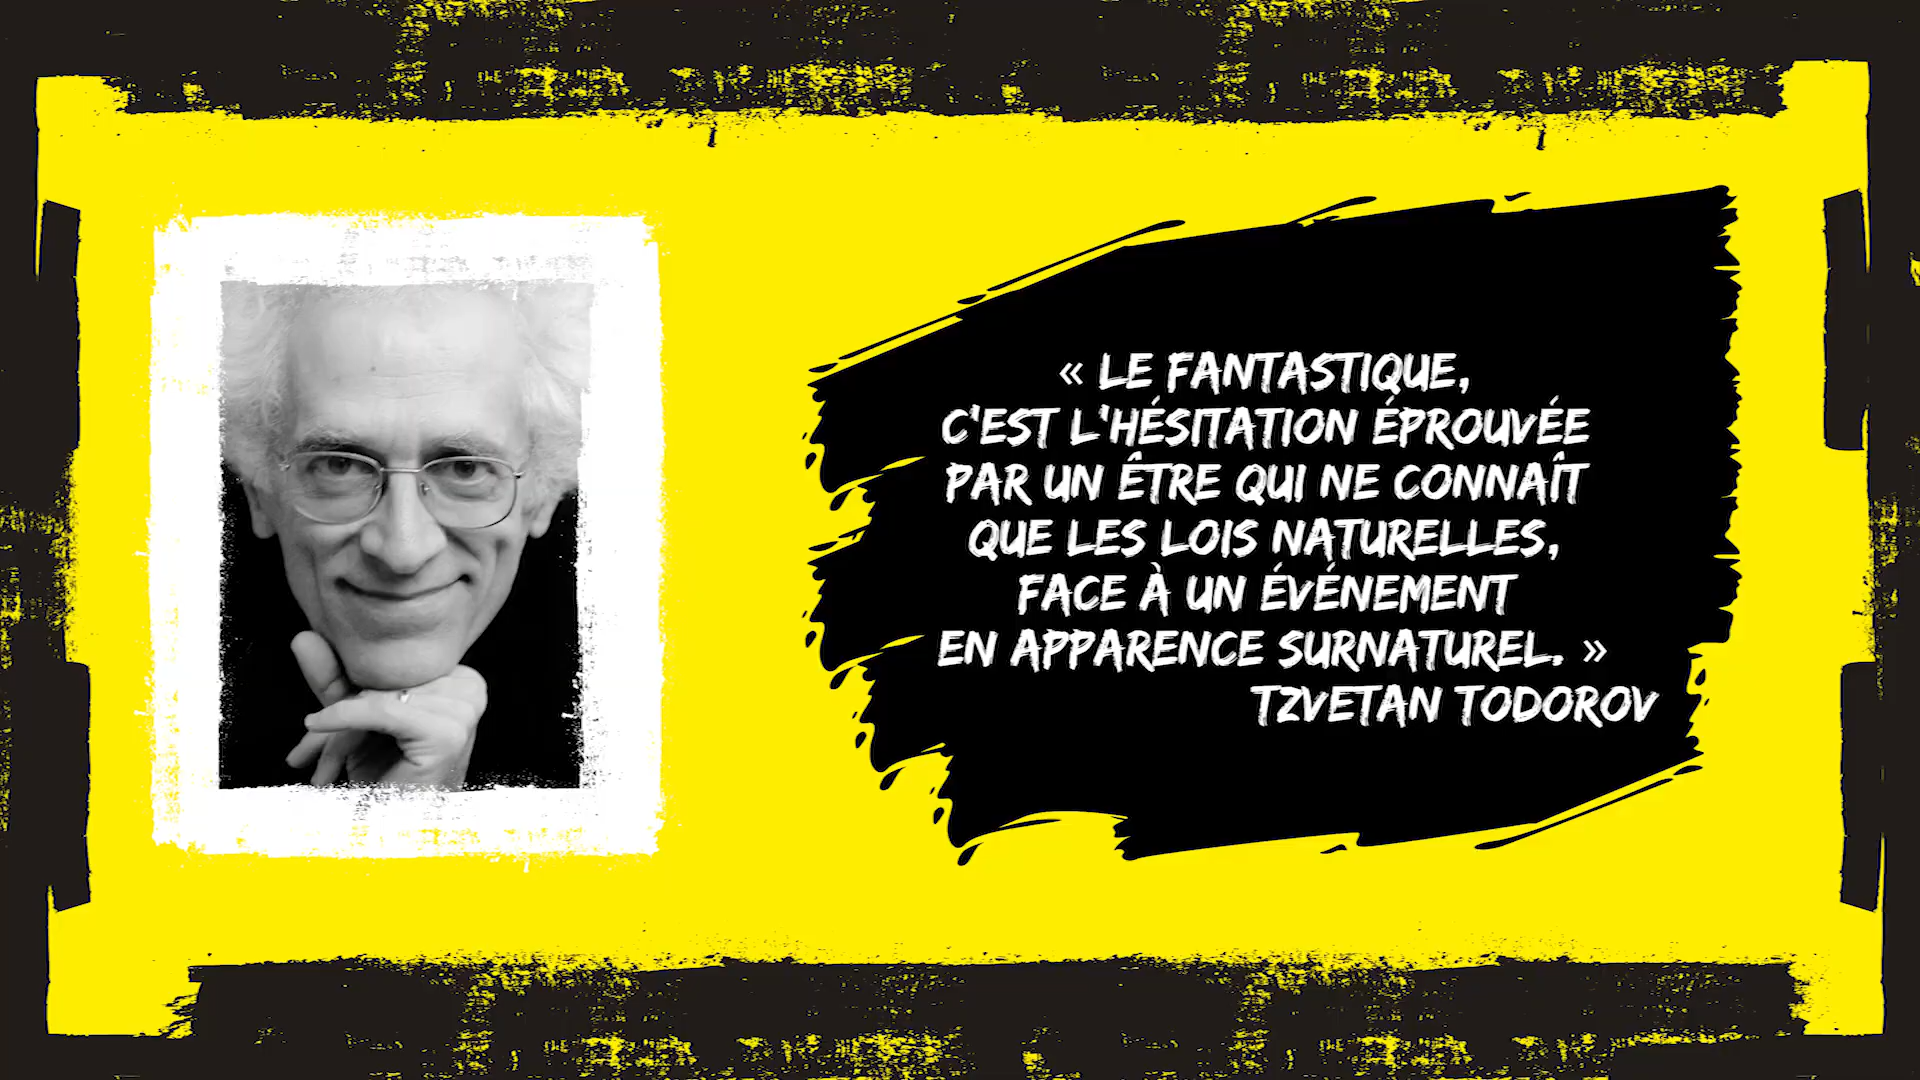 « LE FANTASTIQUE,
C'EST L'HÉSITATION ÉPROUVÉE
PAR UN ÊTRE QUI NE CONNAÎT
QUE LES LOIS NATURELLES,
FACE À UN ÉVÉNEMENT
EN APPARENCE SURNATUREL. »
TZVETAN TODOROV